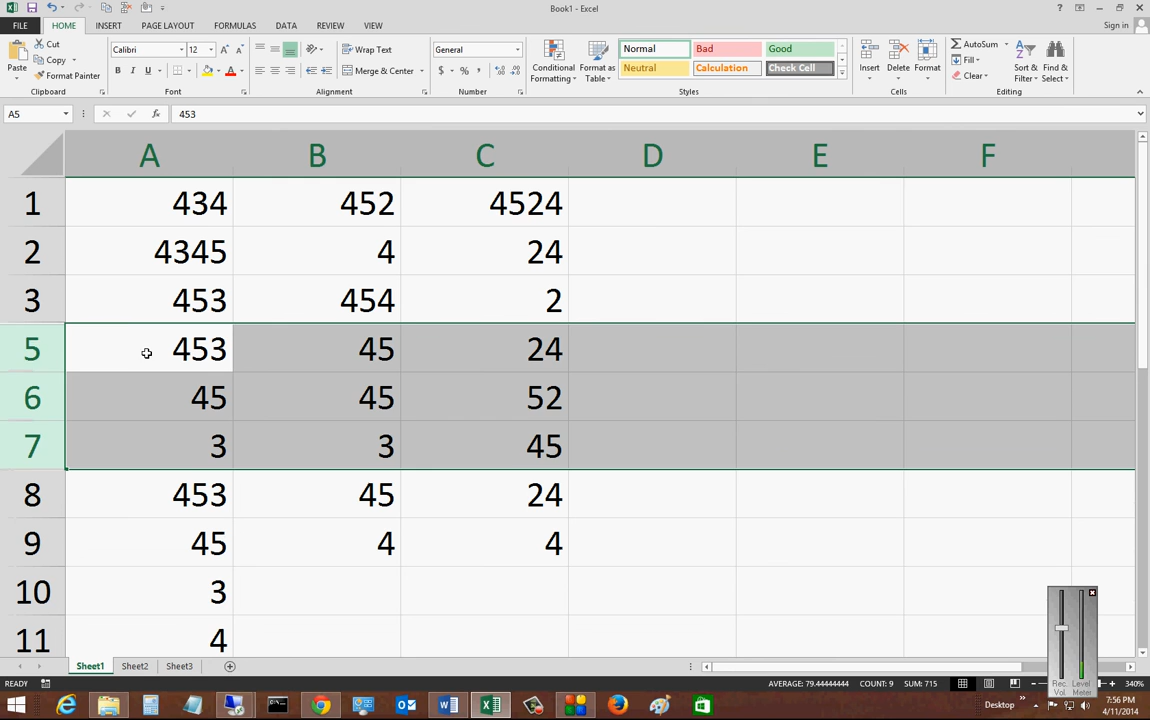 Book1 - Excel
? Sign in
FILE HOME INSERT PAGE LAYOUT FORMULAS DATA REVIEW VIEW
Paste Cut Copy Format Painter
Calibri 12 A A
B I U A
Wrap Text
Merge & Center
General
$ % ,
Conditional Formatting Format as Table
Normal Bad Good
Neutral Calculation Check Cell
Insert Delete Format
AutoSum Fill Clear
Sort & Filter Find & Select
Clipboard Font Alignment Number Styles Cells Editing
A5 fx 453
A B C D E F
1 434 452 4524
2 4345 4 24
3 453 454 2
5 453 45 24
6 45 45 52
7 3 3 45
8 453 45 24
9 45 4 4
10 3
11 4
Sheet1 Sheet2 Sheet3
READY AVERAGE: 79.44444444 COUNT: 9 SUM: 715 340%
Rec Vol Level Meter
Desktop 7:56 PM
4/11/2014